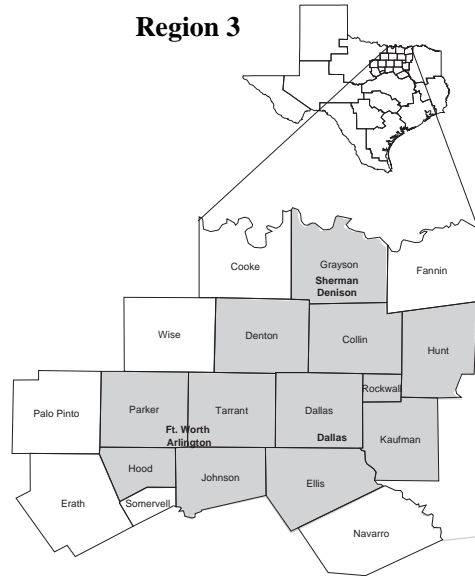 Region 3
Cooke
Grayson
Sherman
Denison
Fannin
Wise
Denton
Collin
Hunt
Rockwall
Palo Pinto
Parker
Tarrant
Dallas
Ft. Worth
Arlington
Dallas
Kaufman
Hood
Johnson
Ellis
Somervell
Erath
Navarro